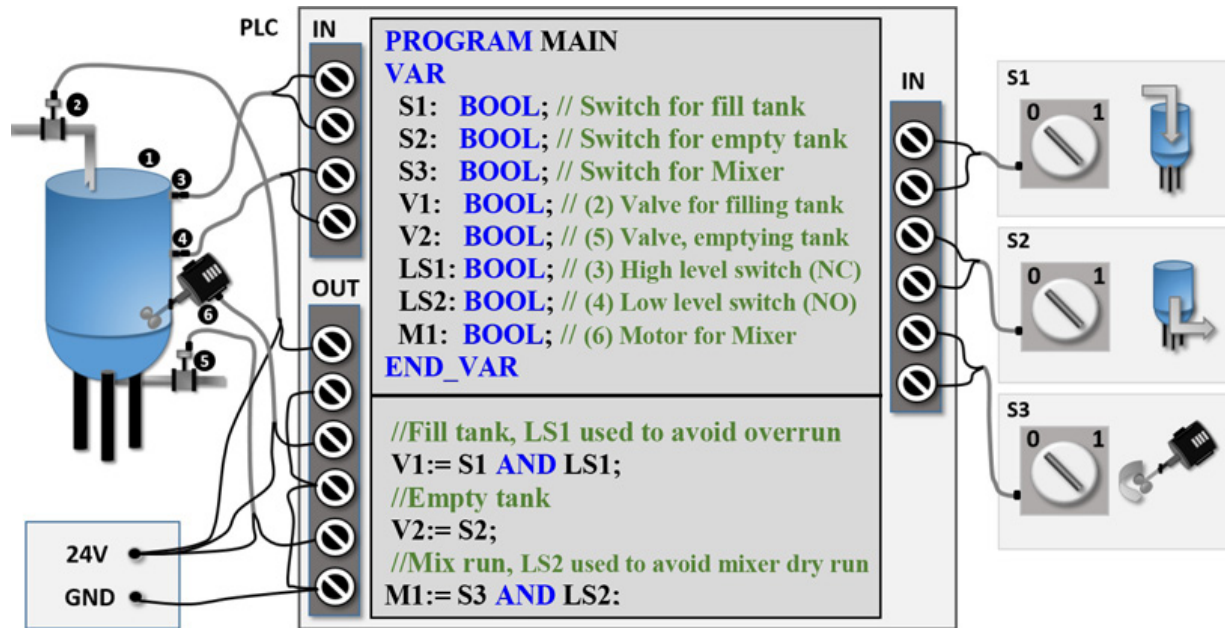 PLC
IN
OUT
PROGRAM MAIN
VAR
S1: BOOL; // Switch for fill tank
S2: BOOL; // Switch for empty tank
S3: BOOL; // Switch for Mixer
V1: BOOL; // (2) Valve for filling tank
V2: BOOL; // (5) Valve, emptying tank
LS1: BOOL; // (3) High level switch (NC)
LS2: BOOL; // (4) Low level switch (NO)
M1: BOOL; // (6) Motor for Mixer
END_VAR
//Fill tank, LS1 used to avoid overrun
V1:= S1 AND LS1;
//Empty tank
V2:= S2;
//Mix run, LS2 used to avoid mixer dry run
M1:= S3 AND LS2;
IN
S1
0 1
S2
0 1
S3
0 1
2
1
3
4
6
5
24V
GND